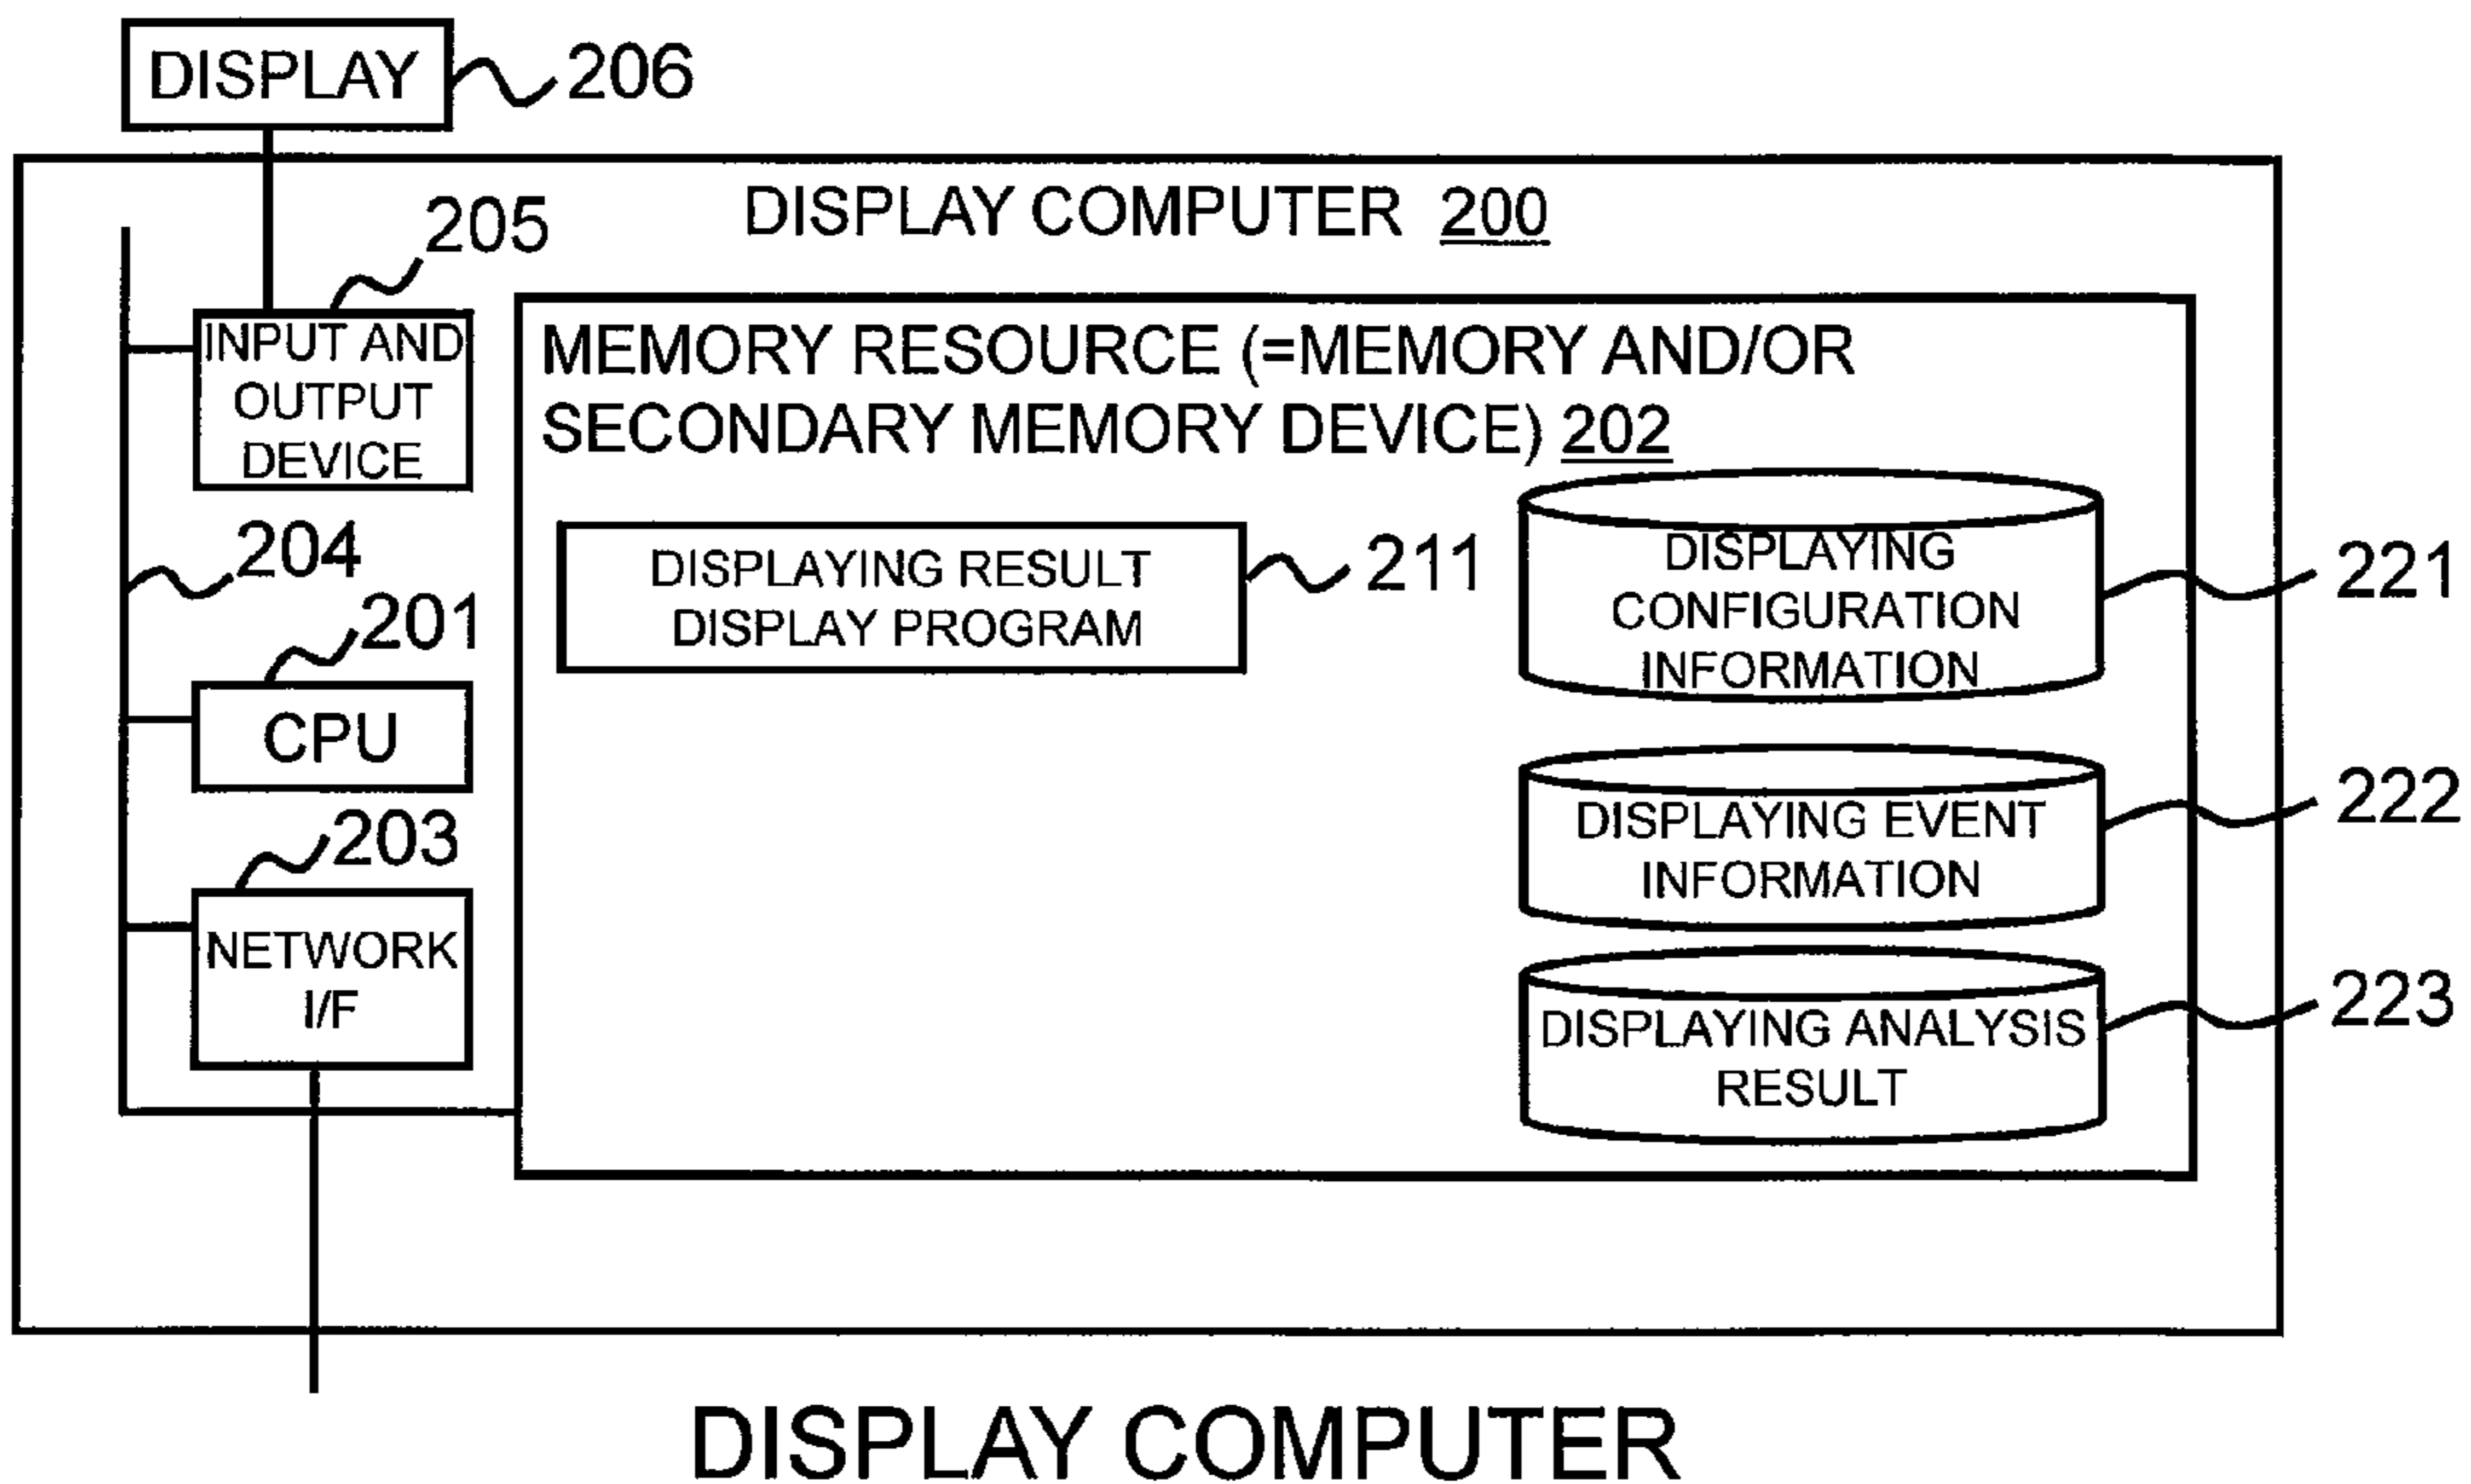 DISPLAY
206
DISPLAY COMPUTER 200
205
INPUT AND
OUTPUT
DEVICE
204
201
CPU
203
NETWORK
I/F
MEMORY RESOURCE (=MEMORY AND/OR
SECONDARY MEMORY DEVICE) 202
DISPLAYING RESULT
DISPLAY PROGRAM
211
DISPLAYING
CONFIGURATION
INFORMATION
221
DISPLAYING EVENT
INFORMATION
222
DISPLAYING ANALYSIS
RESULT
223
DISPLAY COMPUTER